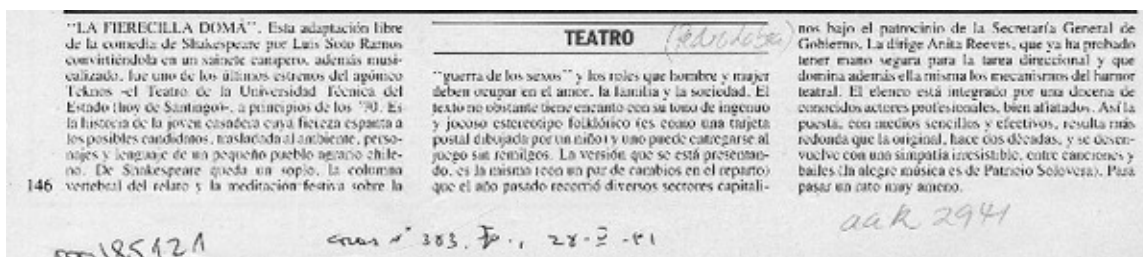 "LA FIERECILLA DOMÁ". Esta adaptación libre
de la comedia de Shakespeare por Luis Soto Ramos
convirtiéndola en un sainete campero, además musi-
calizado, fue uno de los últimos estrenos del agónico
Teknos -el Teatro de la Universidad Técnica del
Estado (hoy de Santiago)-, a principios de los '70. Es
la historia de la joven casadera cuya fiereza espanta a
los posibles candidatos, trasladada al ambiente, perso-
najes y lenguaje de un pequeño pueblo agrario chile-
no. De Shakespeare queda un soplo, la columna
vertebral del relato y la meditación festiva sobre la
146
TEATRO
"guerra de los sexos" y los roles que hombre y mujer
deben ocupar en el amor, la familia y la sociedad. El
texto no obstante tiene encanto con su tono de ingenuo
y jocoso estereotipo folklórico (es como una tarjeta
postal dibujada por un niño) y uno puede entregarse al
juego sin remilgos. La versión que se está presentan-
do, es la misma (con un par de cambios en el reparto)
que el año pasado recorrió diversos sectores capitali-
nos bajo el patrocinio de la Secretaría General de
Gobierno. La dirige Anita Reeves, que ya ha probado
tener mano segura para la tarea direccional y que
domina además ella misma los mecanismos del humor
teatral. El elenco está integrado por una docena de
conocidos actores profesionales, bien afiatados. Así la
puesta, con medios sencillos y efectivos, resulta más
redonda que la original, hace dos décadas, y se desen-
vuelve con una simpatía irresistible, entre canciones y
bailes (la alegre música es de Patricio Solovera). Para
pasar un rato muy ameno.
aak 2941
185121